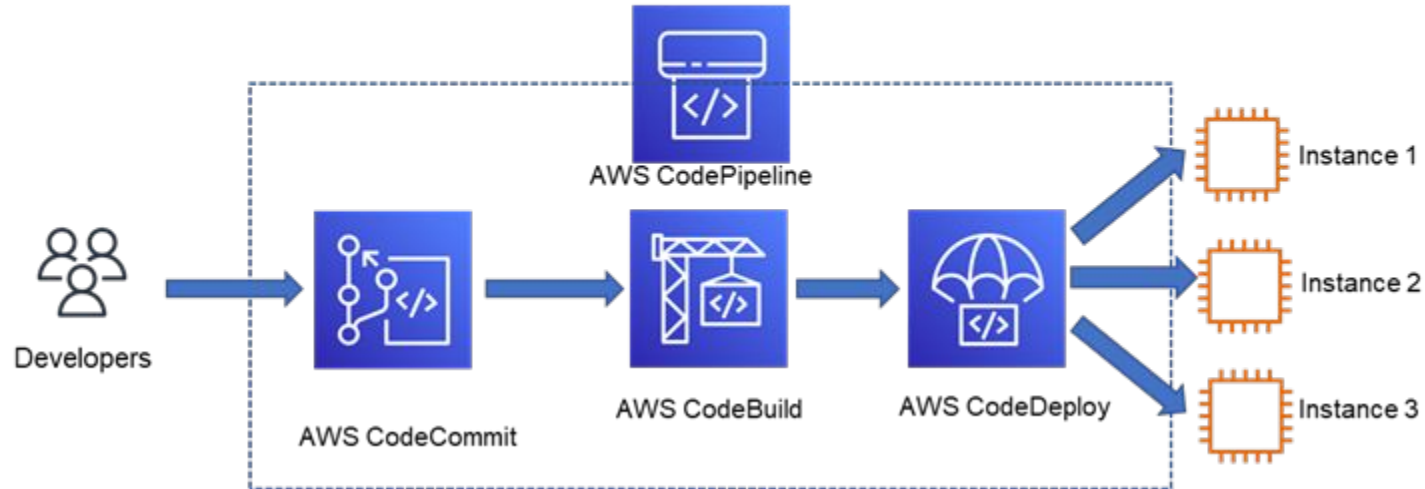 </>
AWS CodePipeline
Instance 1
</>
</>
</>
Instance 2
Developers
AWS CodeCommit
AWS CodeBuild
AWS CodeDeploy
Instance 3